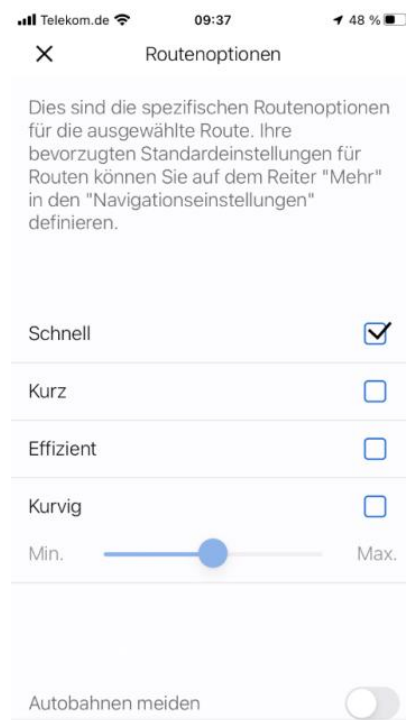 Telekom.de 09:37 48 %
Routenoptionen
Dies sind die spezifischen Routenoptionen
für die ausgewählte Route. Ihre
bevorzugten Standardeinstellungen für
Routen können Sie auf dem Reiter "Mehr"
in den "Navigationseinstellungen"
definieren.
Schnell
Kurz
Effizient
Kurvig
Min. Max.
Autobahnen meiden